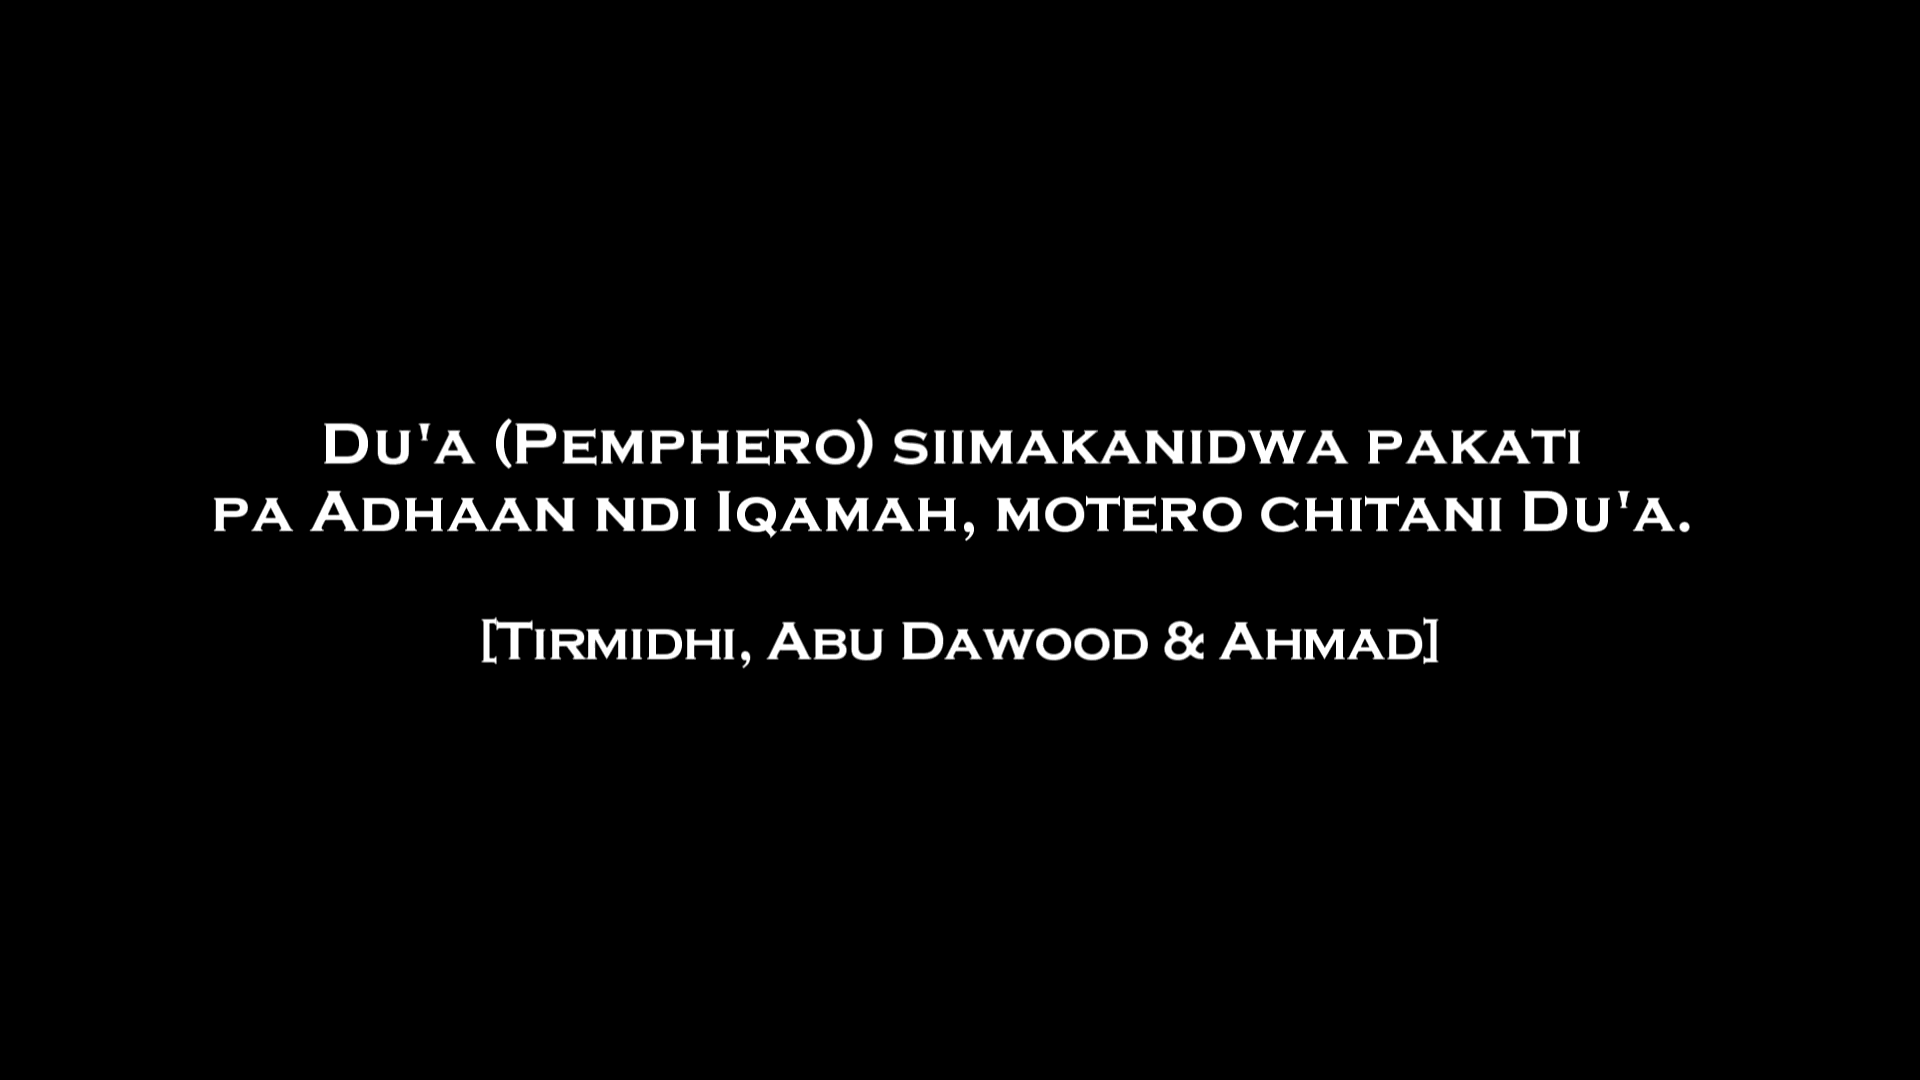 Du'a (Pemphero) siimakanidwa pakati
pa Adhaan ndi Iqamah, motero chitani Du'a.
[Tirmidhi, Abu Dawood & Ahmad]